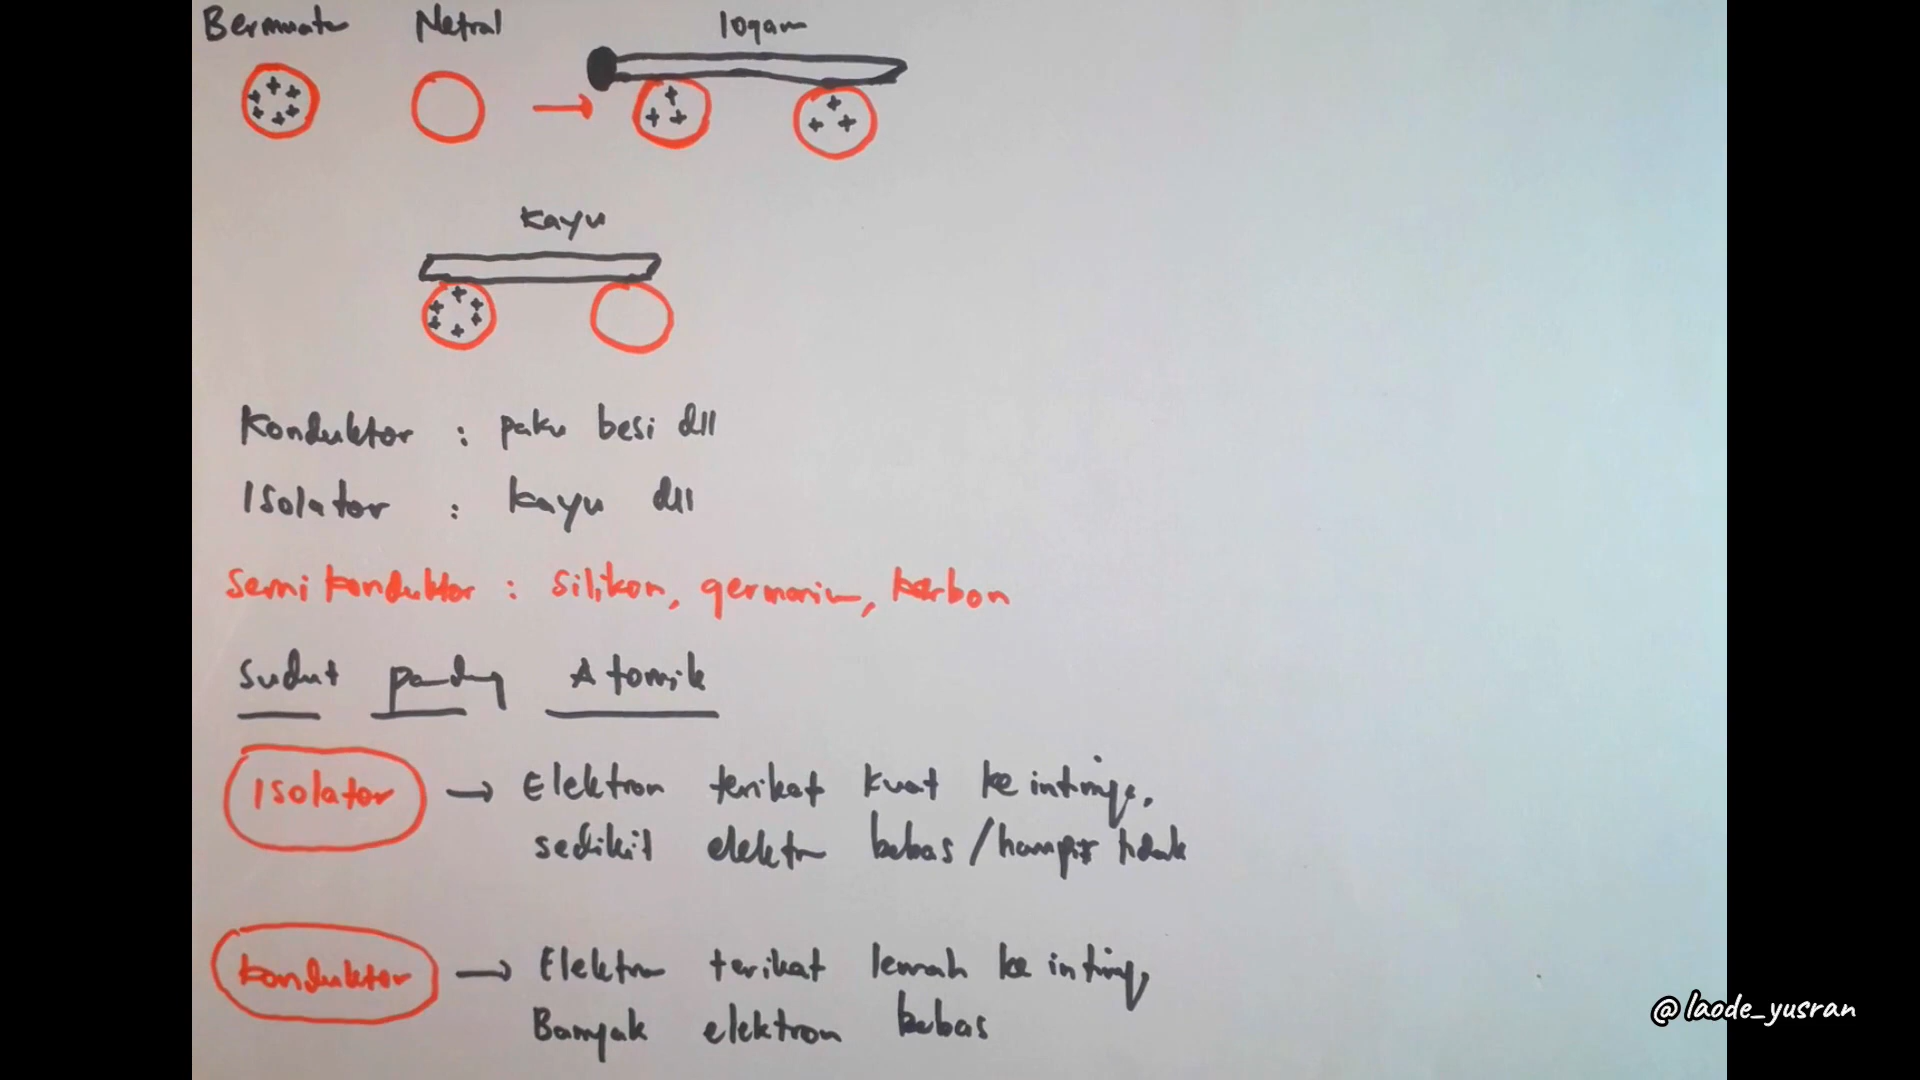 Bermuatan Netral logam
+ + + + + +
+ + +
+ + +
kayu
+ + + + + +
Konduktor : paku besi dll
Isolator : kayu dll
Semi konduktor : silikon, germanium, karbon
Sudut pandang Atomik
Isolator → Elektron terikat kuat ke intinya,
sedikit elektron bebas/hampir tidak
Konduktor → Elektron terikat lemah ke intinya,
Banyak elektron bebas
@laode_yusran